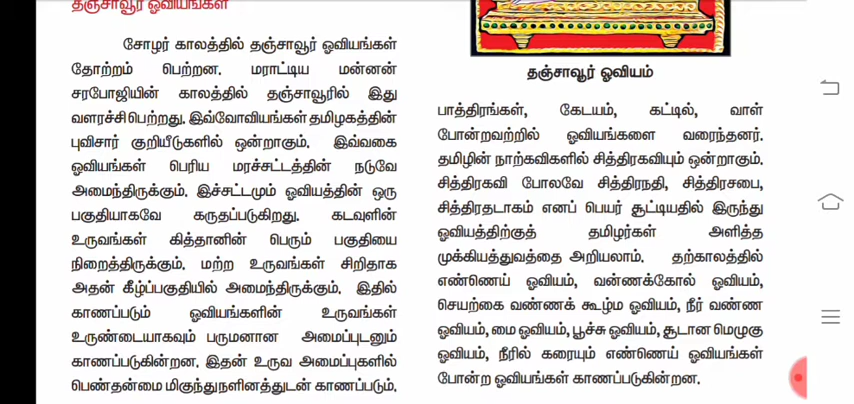 தஞ்சாவூர் ஓவியங்கள்
சோழர் காலத்தில் தஞ்சாவூர் ஓவியங்கள்
தோற்றம் பெற்றன. மராட்டிய மன்னன்
சரபோஜியின் காலத்தில் தஞ்சாவூரில் இது
வளர்ச்சிபெற்றது. இவ்வோவியங்கள் தமிழகத்தின்
புவிசார் குறியீடுகளில் ஒன்றாகும். இவ்வகை
ஓவியங்கள் பெரிய மரச்சட்டத்தின் நடுவே
அமைந்திருக்கும். இச்சட்டமும் ஓவியத்தின் ஒரு
பகுதியாகவே கருதப்படுகிறது. கடவுளின்
உருவங்கள் கித்தானின் பெரும் பகுதியை
நிறைத்திருக்கும். மற்ற உருவங்கள் சிறிதாக
அதன் கீழ்ப்பகுதியில் அமைந்திருக்கும். இதில்
காணப்படும் ஓவியங்களின் உருவங்கள்
உருண்டையாகவும் பருமனான அமைப்புடனும்
காணப்படுகின்றன. இதன் உருவ அமைப்புகளில்
பெண்தன்மை மிகுந்துநளினத்துடன் காணப்படும்.
தஞ்சாவூர் ஓவியம்
பாத்திரங்கள், கேடயம், கட்டில், வாள்
போன்றவற்றில் ஓவியங்களை வரைந்தனர்.
தமிழின் நாற்கவிகளில் சித்திரகவியும் ஒன்றாகும்.
சித்திரகவி போலவே சித்திரநதி, சித்திரசபை,
சித்திரதடாகம் எனப் பெயர் சூட்டியதில் இருந்து
ஓவியத்திற்குத் தமிழர்கள் அளித்த
முக்கியத்துவத்தை அறியலாம். தற்காலத்தில்
எண்ணெய் ஓவியம், வண்ணக்கோல் ஓவியம்,
செயற்கை வண்ணக் கூழ்ம ஓவியம், நீர் வண்ண
ஓவியம், மை ஓவியம், பூச்சு ஓவியம், சூடான மெழுகு
ஓவியம், நீரில் கரையும் எண்ணெய் ஓவியங்கள்
போன்ற ஓவியங்கள் காணப்படுகின்றன.